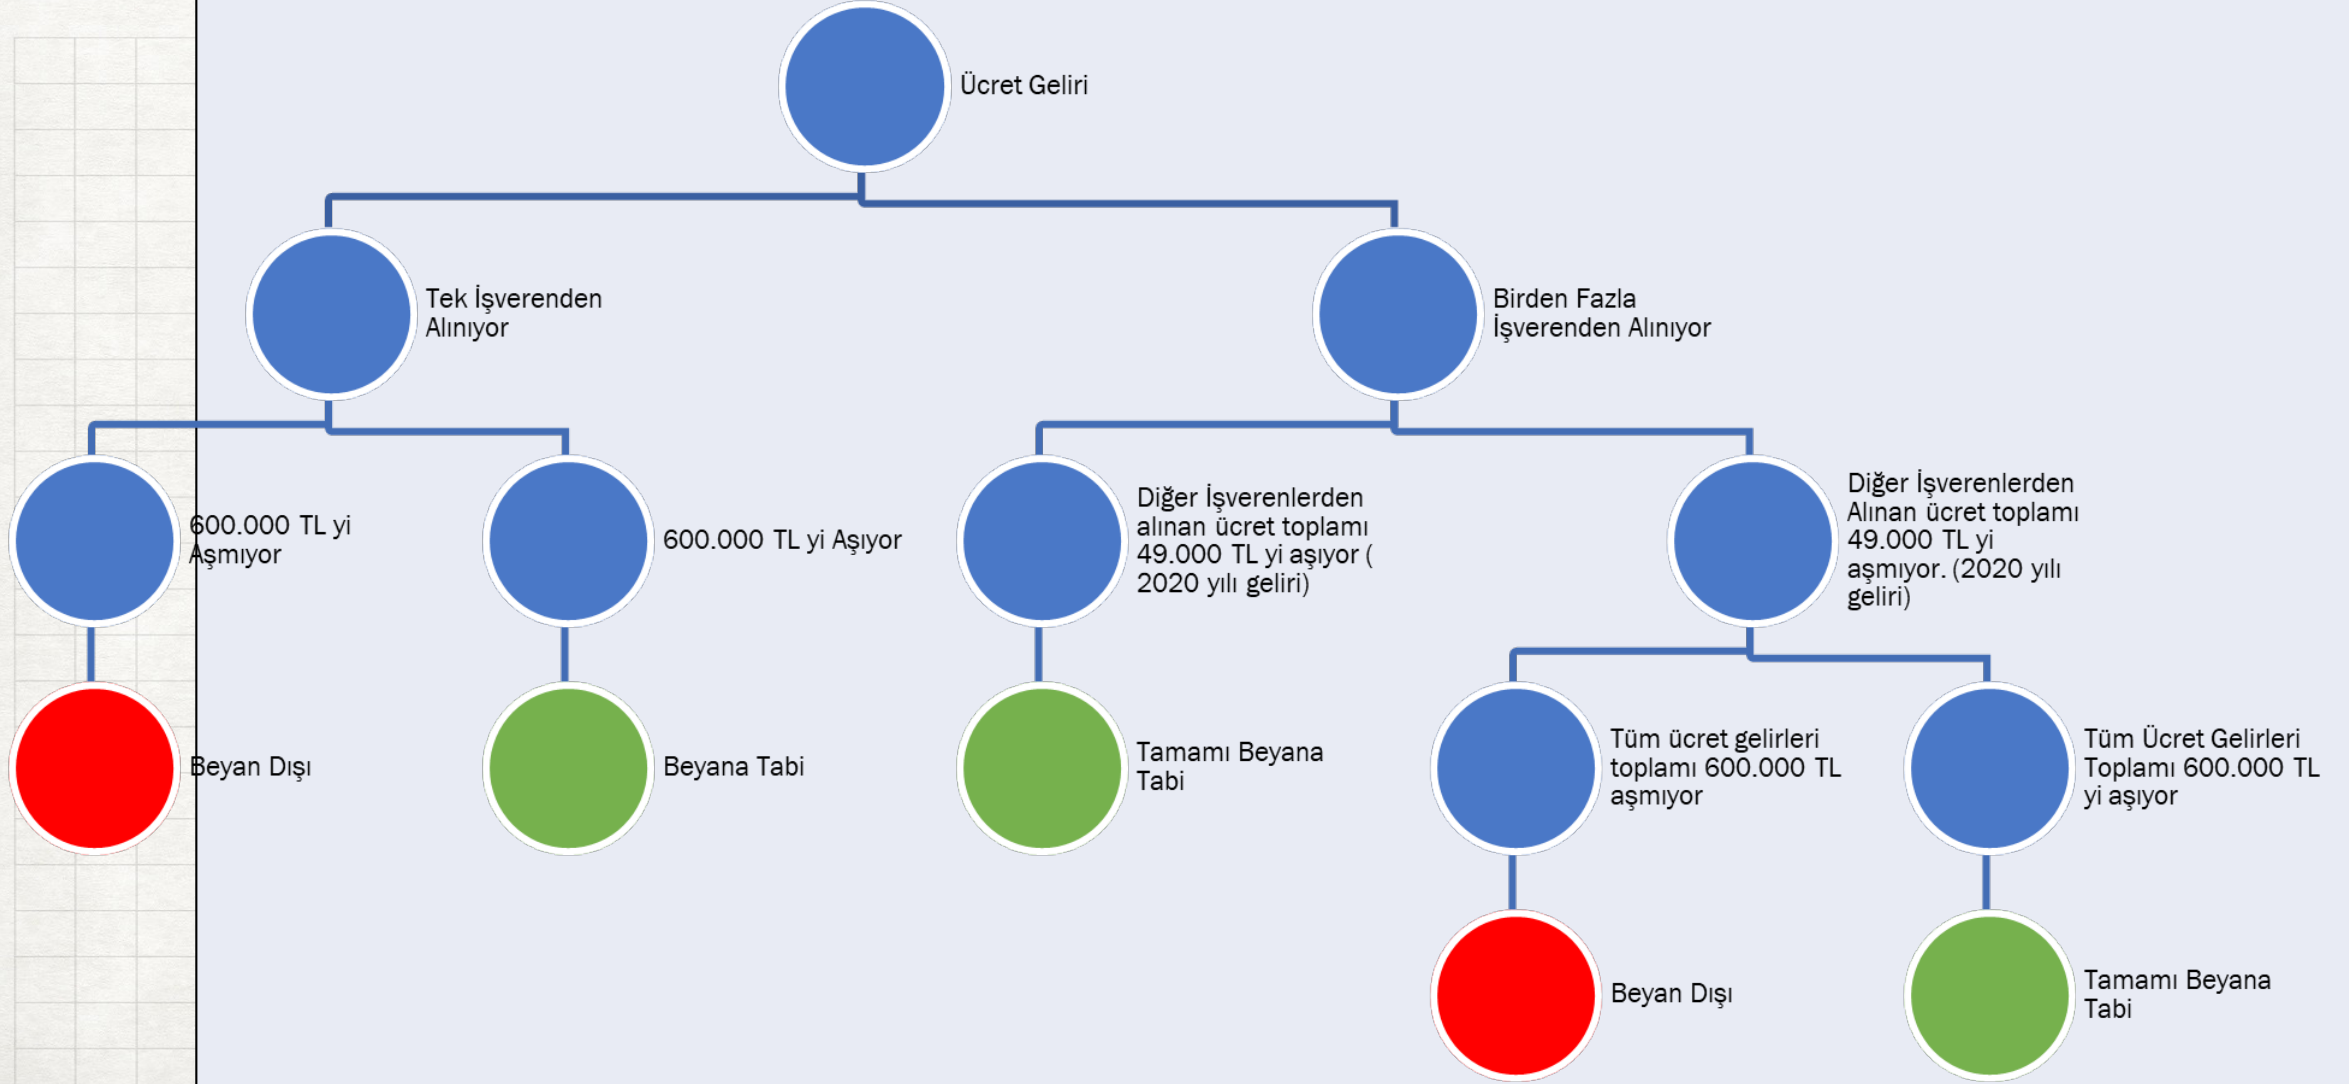 Ücret Geliri
Tek İşverenden
Alınıyor
Birden Fazla
İşverenden Alınıyor
600.000 TL yi
Aşmıyor
600.000 TL yi Aşıyor
Diğer İşverenlerden
alınan ücret toplamı
49.000 TL yi aşıyor (
2020 yılı geliri)
Diğer İşverenlerden
Alınan ücret toplamı
49.000 TL yi
aşmıyor. (2020 yılı
geliri)
Beyan Dışı
Beyana Tabi
Tamamı Beyana
Tabi
Tüm ücret gelirleri
toplamı 600.000 TL
aşmıyor
Tüm Ücret Gelirleri
Toplamı 600.000 TL
yi aşıyor
Beyan Dışı
Tamamı Beyana
Tabi